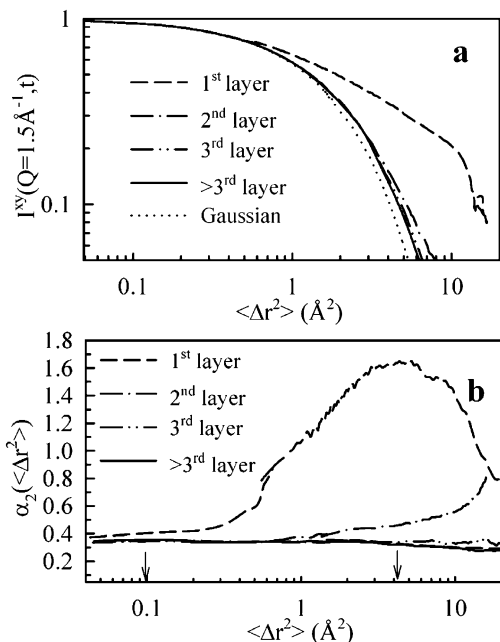 a
1st layer
2nd layer
3rd layer
>3rd layer
Gaussian
I^xy(Q=1.5Å^-1,t)
1
0.1
0.1
1
10
<Δr²> (Å²)
b
1st layer
2nd layer
3rd layer
>3rd layer
α₂(<Δr²>)
1.8
1.6
1.4
1.2
1.0
0.8
0.6
0.4
0.2
0.1
1
10
<Δr²> (Å²)